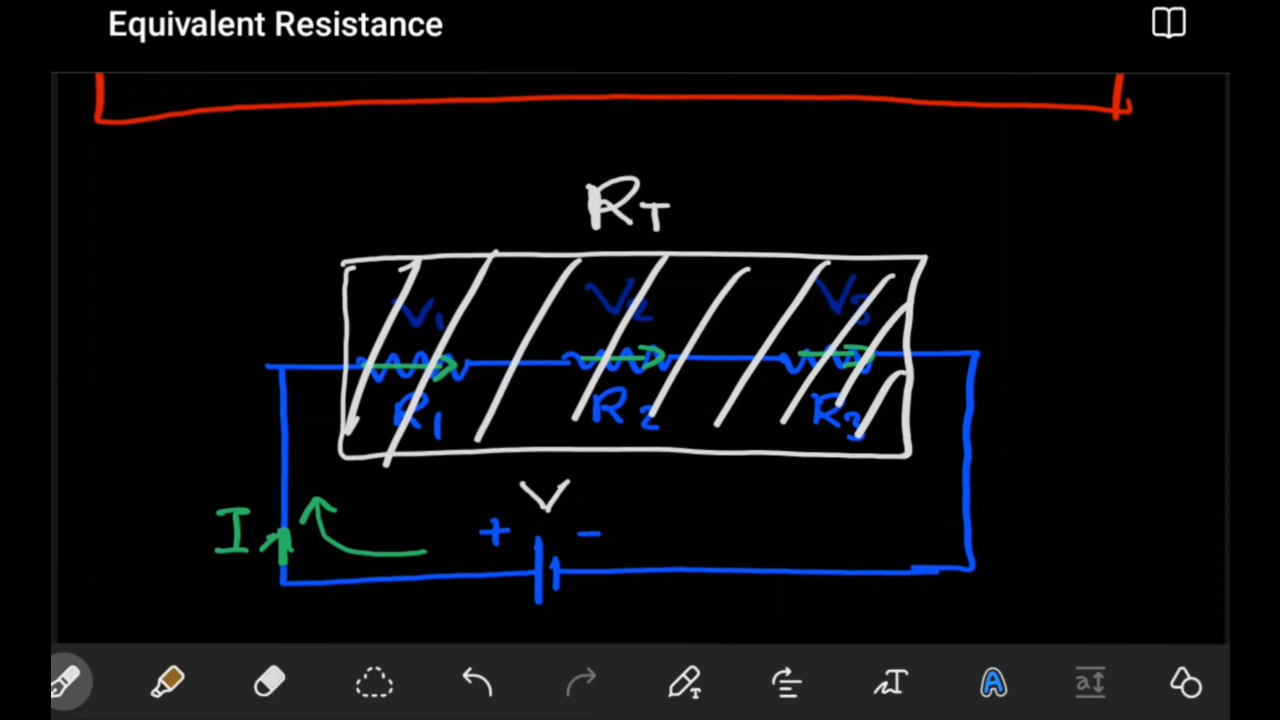 Equivalent Resistance
RT
V1 V2 V3
R1 R2 R3
V
I + -
T T A a